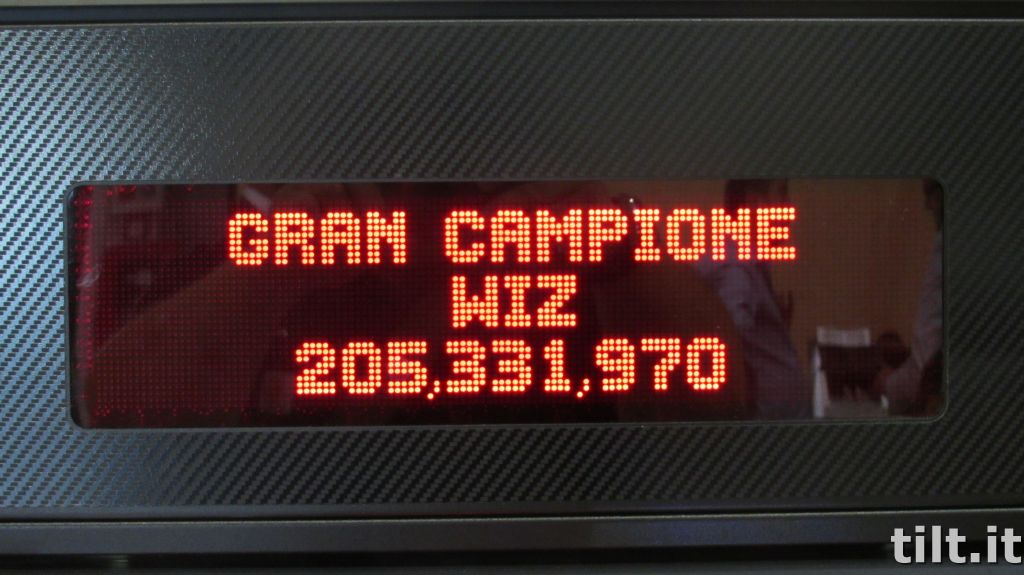 GRAN CAMPIONE
WIZ
205,331,970
tilt.it